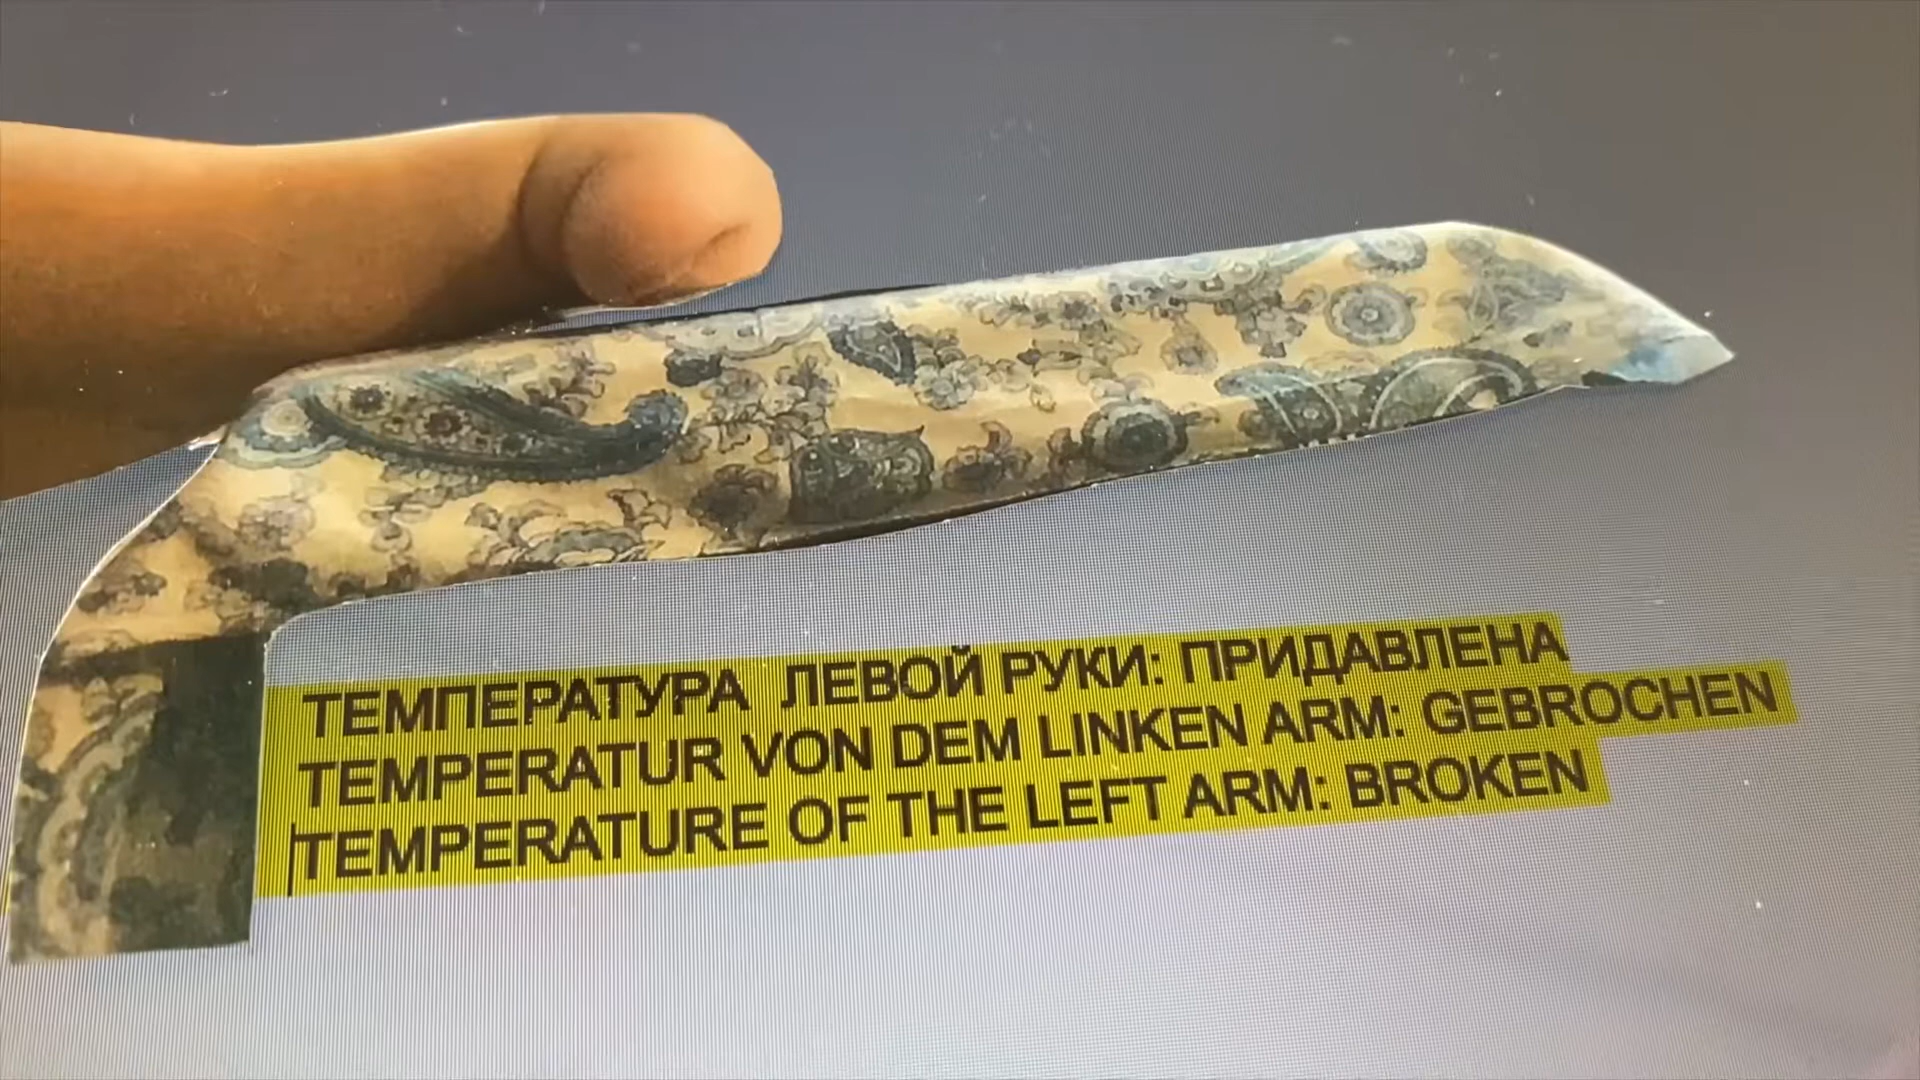 ТЕМПЕРАТУРА ЛЕВОЙ РУКИ: ПРИДАВЛЕНА
TEMPERATUR VON DEM LINKEN ARM: GEBROCHEN
TEMPERATURE OF THE LEFT ARM: BROKEN